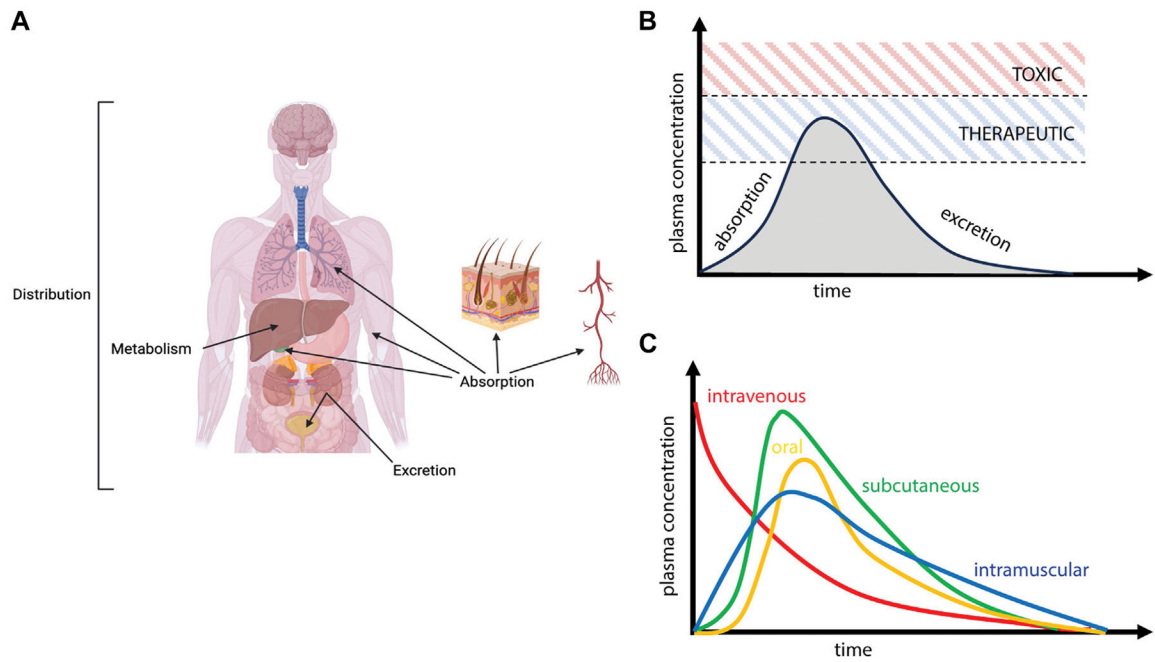 A
Distribution
Metabolism
Absorption
Excretion
B
plasma concentration
TOXIC
THERAPEUTIC
absorption
excretion
time
C
plasma concentration
intravenous
oral
subcutaneous
intramuscular
time